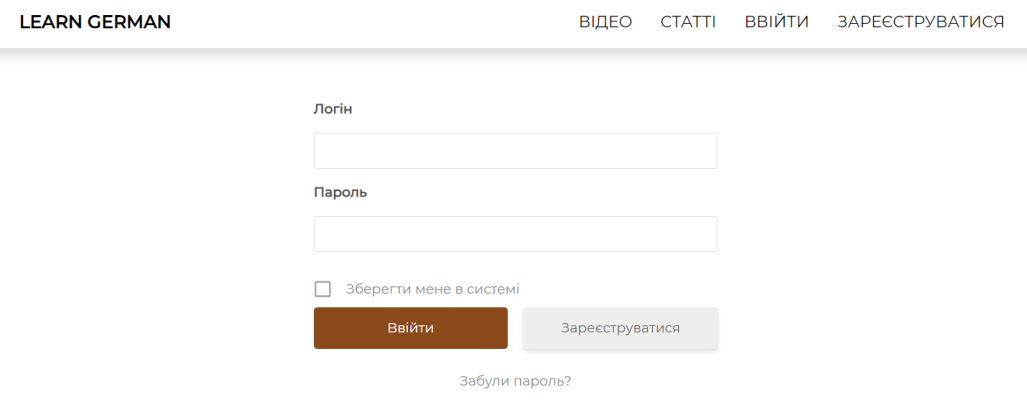 LEARN GERMAN ВІДЕО СТАТТІ ВВІЙТИ ЗАРЕЄСТРУВАТИСЯ
Логін
Пароль
Зберегти мене в системі
Ввійти Зареєструватися
Забули пароль?